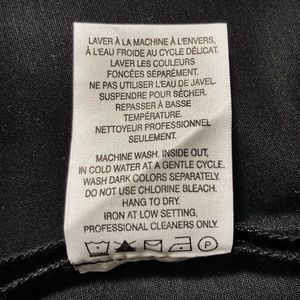 LAVER À LA MACHINE À L'ENVERS,
À L'EAU FROIDE AU CYCLE DÉLICAT.
LAVER LES COULEURS
FONCÉES SÉPARÉMENT.
NE PAS UTILISER L'EAU DE JAVEL.
SUSPENDRE POUR SÉCHER.
REPASSER À BASSE
TEMPÉRATURE.
NETTOYEUR PROFESSIONNEL
SEULEMENT.
MACHINE WASH, INSIDE OUT,
IN COLD WATER AT A GENTLE CYCLE.
WASH DARK COLORS SEPARATELY.
DO NOT USE CHLORINE BLEACH.
HANG TO DRY.
IRON AT LOW SETTING,
PROFESSIONAL CLEANERS ONLY.
P